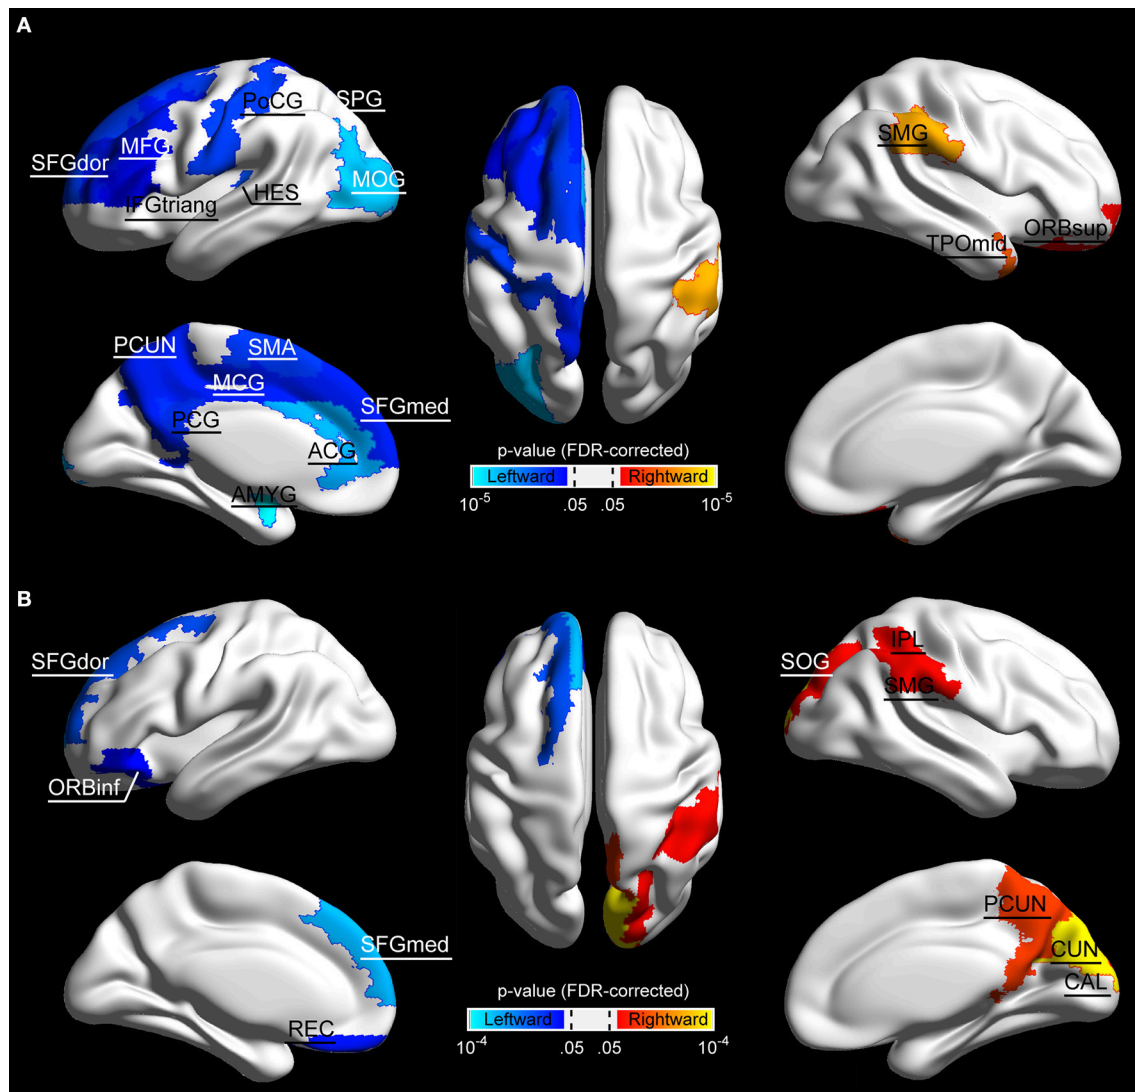 A
PoCG
SPG
MFG
SFGdor
MOG
HES
IFGtriang
SMG
TPOmid
ORBsup
PCUN
SMA
MCG
SFGmed
PCG
ACG
AMYG
p-value (FDR-corrected)
Leftward
Rightward
10-5 .05 .05 10-5
B
SFGdor
ORBinf
IPL
SOG
SMG
SFGmed
REC
PCUN
CUN
CAL
p-value (FDR-corrected)
Leftward
Rightward
10-4 .05 .05 10-4